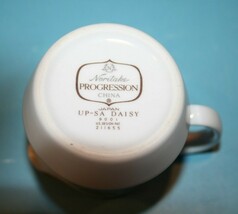 Noritake
PROGRESSION
CHINA
JAPAN
UP-SA DAISY
9001